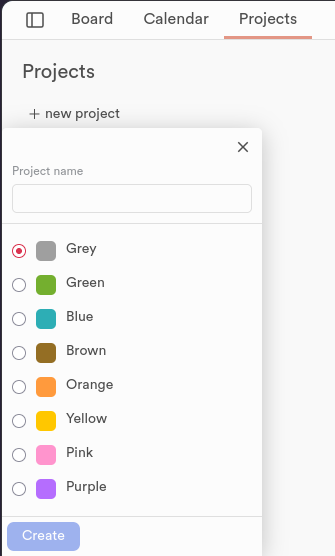 Board Calendar Projects
Projects
+ new project
Project name
Grey
Green
Blue
Brown
Orange
Yellow
Pink
Purple
Create